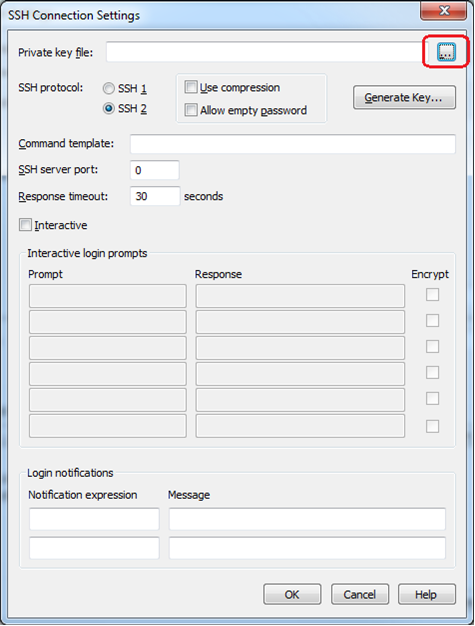 SSH Connection Settings
Private key file:
...
SSH protocol:
SSH 1
SSH 2
Use compression
Allow empty password
Generate Key...
Command template:
SSH server port:
0
Response timeout:
30
seconds
Interactive
Interactive login prompts
Prompt
Response
Encrypt
Login notifications
Notification expression
Message
OK
Cancel
Help